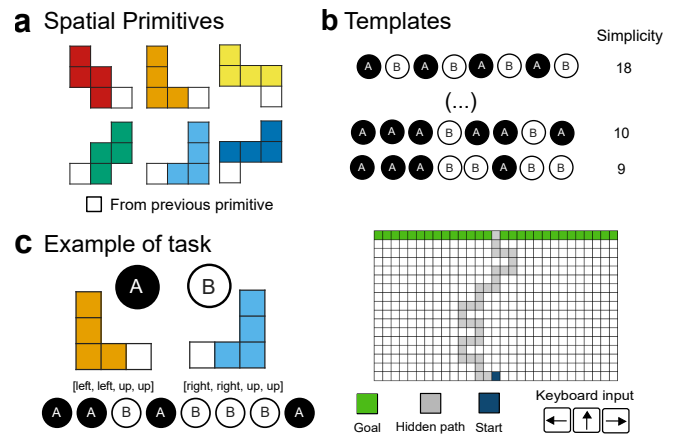 a Spatial Primitives
From previous primitive
b Templates
Simplicity
A B A B A B A B 18
(...)
A A A B A A B A 10
A A A B B A B B 9
c Example of task
A B
[left, left, up, up] [right, right, up, up]
A A B A B B B A
Goal Hidden path Start
Keyboard input
← ↑ →